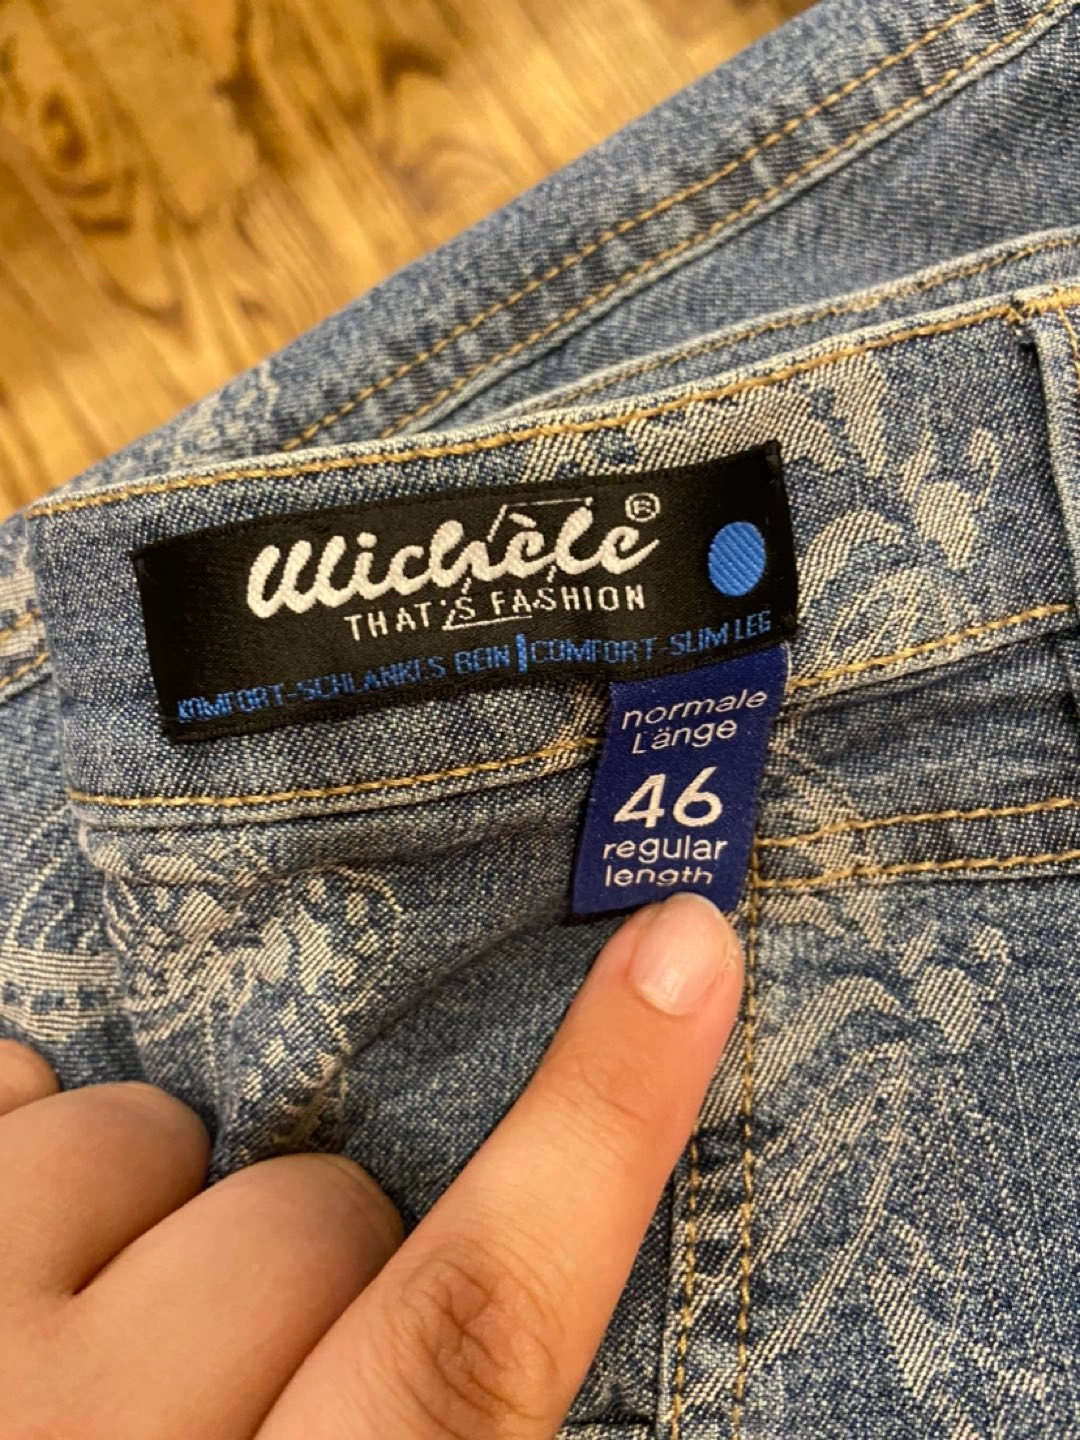 Michèle®
THAT'S FASHION
KOMFORT-SCHLANKES BEIN | COMFORT-SLIM LEG
normale
Länge
46
regular
length